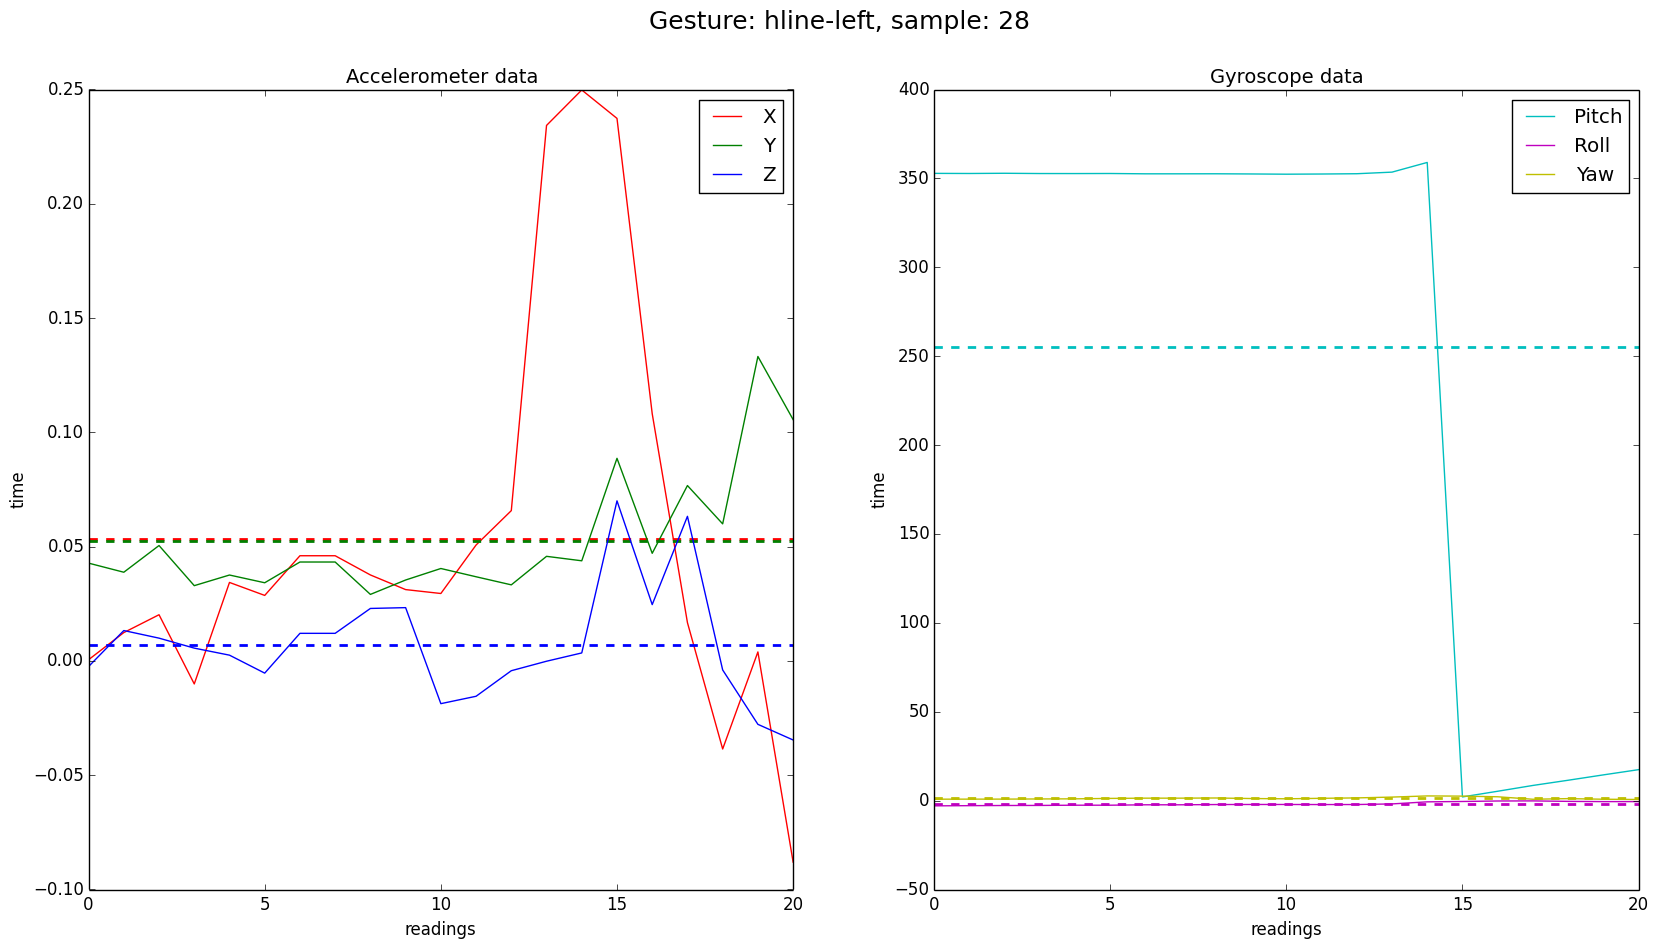 Gesture: hline-left, sample: 28
Accelerometer data
0.25
0.20
0.15
0.10
0.05
0.00
−0.05
−0.10
time
0 5 10 15 20
readings
X
Y
Z
Gyroscope data
400
350
300
250
200
150
100
50
0
−50
time
0 5 10 15 20
readings
Pitch
Roll
Yaw